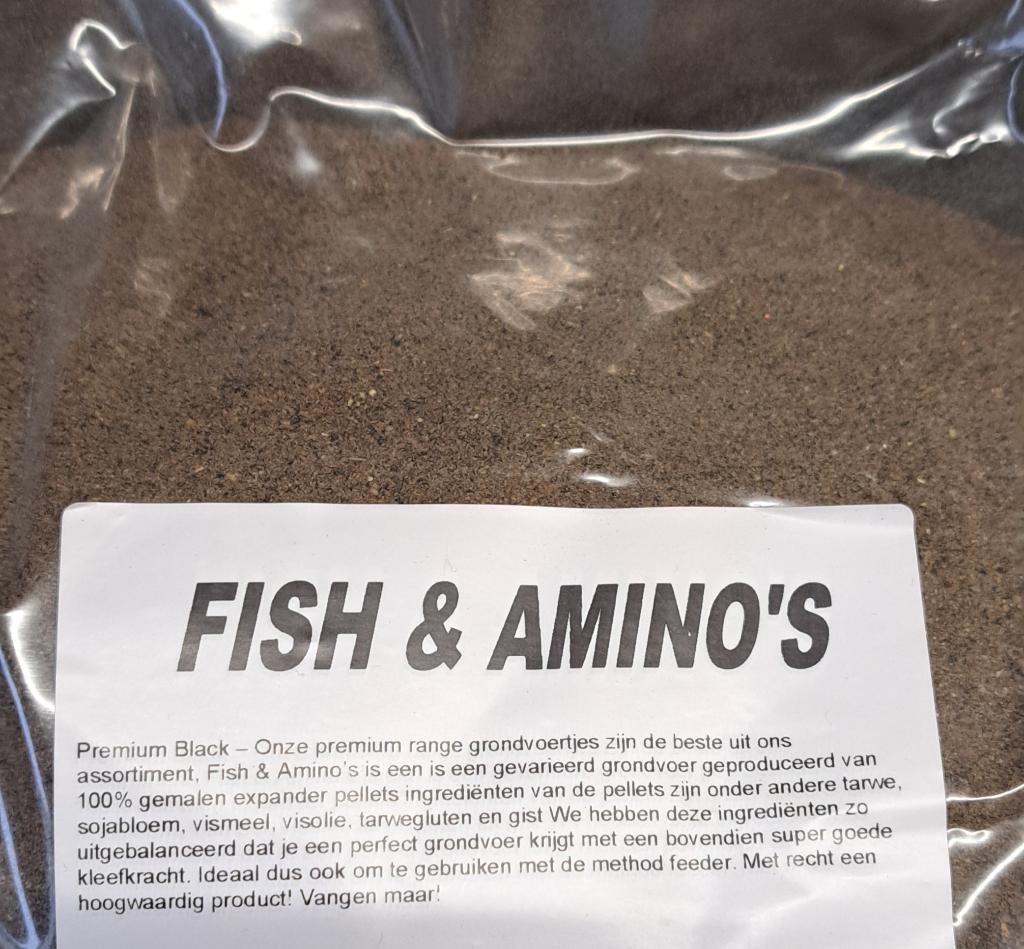 FISH & AMINO'S
Premium Black – Onze premium range grondvoertjes zijn de beste uit ons
assortiment, Fish & Amino's is een is een gevarieerd grondvoer geproduceerd van
100% gemalen expander pellets ingrediënten van de pellets zijn onder andere tarwe,
sojabloem, vismeel, visolie, tarwegluten en gist We hebben deze ingrediënten zo
uitgebalanceerd dat je een perfect grondvoer krijgt met een bovendien super goede
kleefkracht. Ideaal dus ook om te gebruiken met de method feeder. Met recht een
hoogwaardig product! Vangen maar!